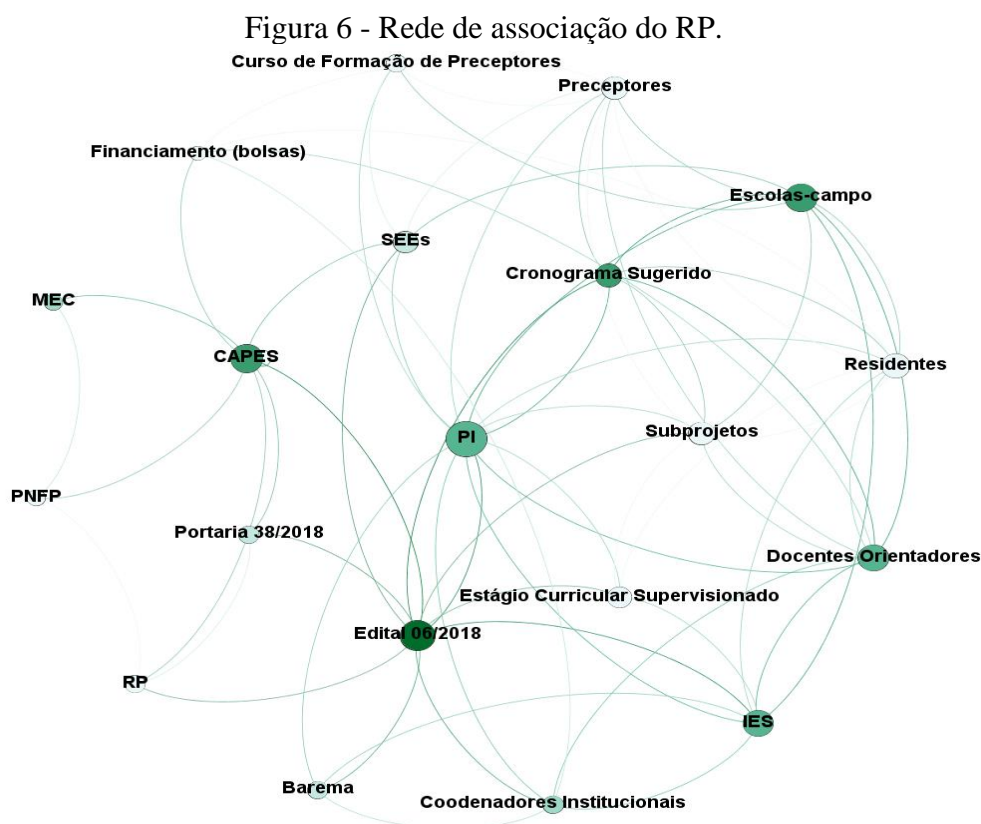 Figura 6 - Rede de associação do RP.
Curso de Formação de Preceptores
Preceptores
Financiamento (bolsas)
Escolas-campo
SEEs
Cronograma Sugerido
MEC
CAPES
Residentes
PI
Subprojetos
PNFP
Portaria 38/2018
Docentes Orientadores
Estágio Curricular Supervisionado
Edital 06/2018
RP
IES
Barema
Coodenadores Institucionais